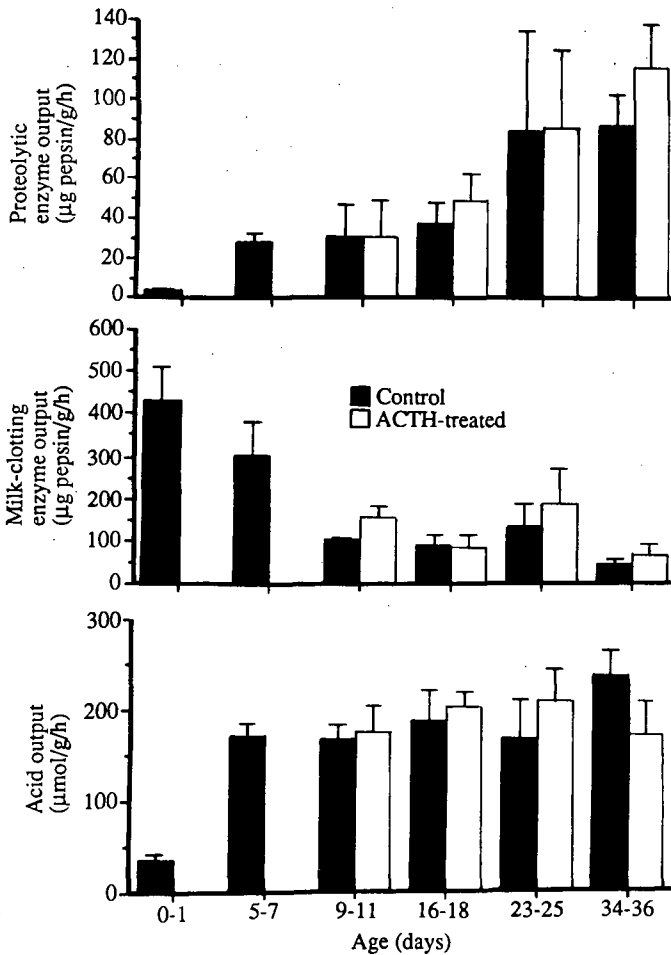 Proteolytic
enzyme output
(µg pepsin/g/h)
140
120
100
80
60
40
20
0
Milk-clotting
enzyme output
(µg pepsin/g/h)
600
500
400
300
200
100
0
Control
ACTH-treated
Acid output
(µmol/g/h)
300
200
100
0
0-1
5-7
9-11
16-18
23-25
34-36
Age (days)